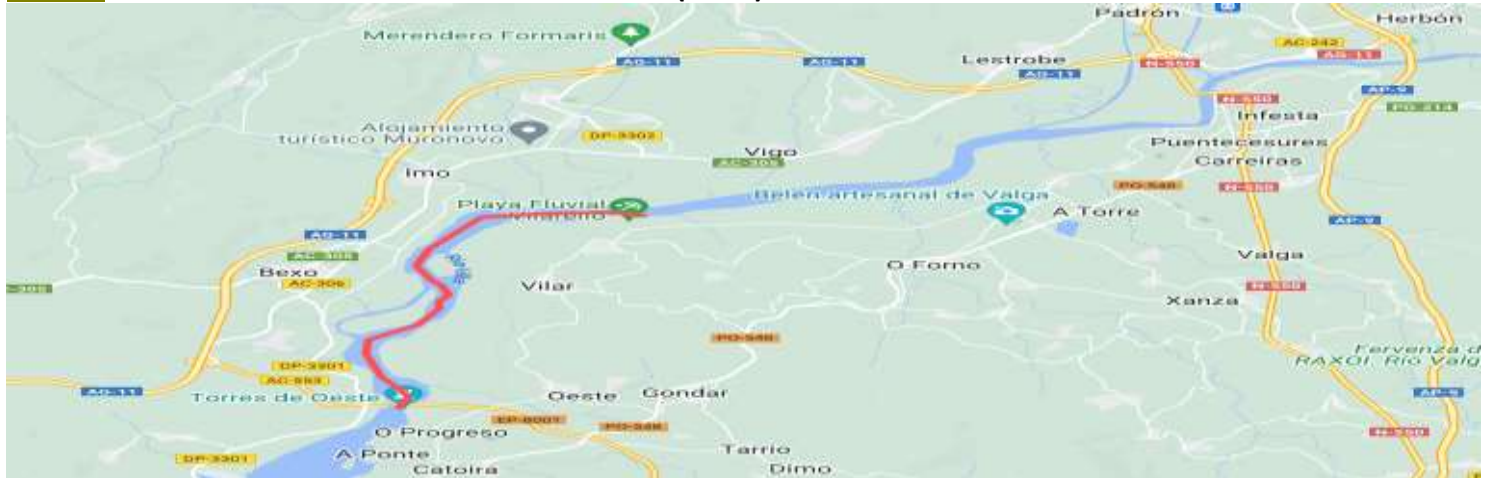 Padrón
Herbón
Merendero Formaris
AC-242
AG-11
AG-11
Lestrobe
AG-11
N-550
AG-11
AP-9
N-550
PO-214
Infesta
Alojamiento
turístico Muronovo
DP-3302
Vigo
AC-305
Puentecesures
Carreiras
Imo
PO-548
N-550
Playa Fluvial
Vilarello
Belén artesanal de Valga
A Torre
AP-9
AG-11
AC-305
Bexo
AC-306
Vilar
O Forno
Valga
N-550
Xanza
PO-548
Fervenza d
RAXOI. Río Valg
DP-3301
AC-553
AG-11
Torres de Oeste
Oeste
Gondar
AP-9
EP-8001
PO-548
N-550
O Progreso
A Ponte
DP-3301
Catoira
Tarrio
Dimo